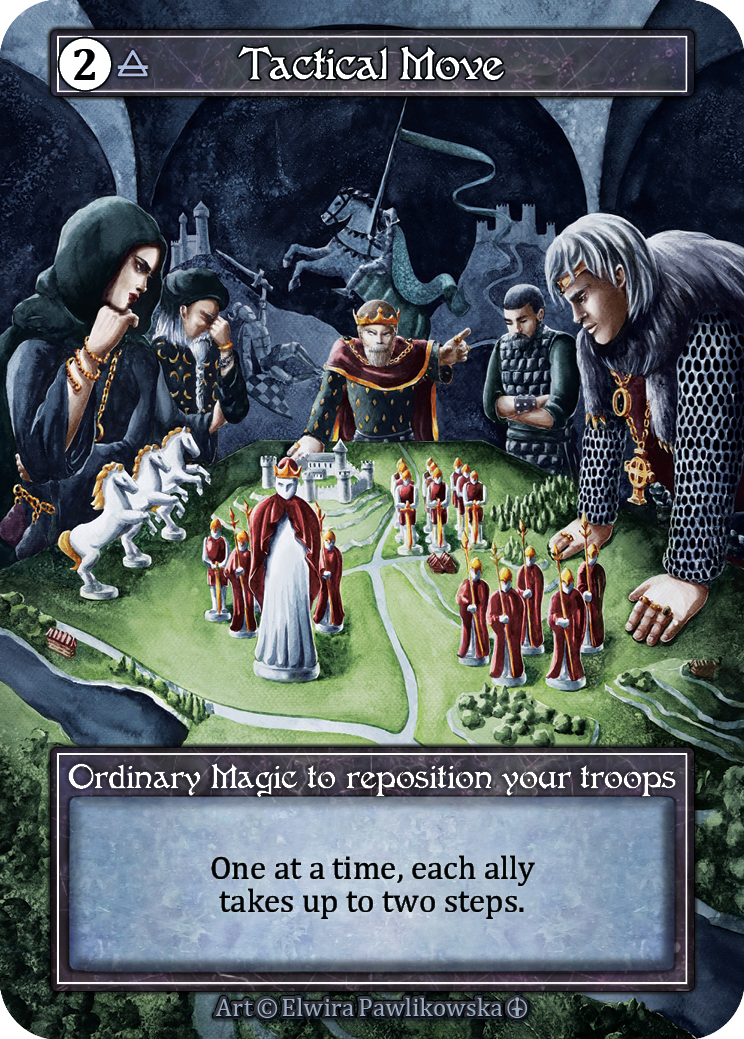 2 Tactical Move
Ordinary Magic to reposition your troops
One at a time, each ally
takes up to two steps.
Art © Elwira Pawlikowska